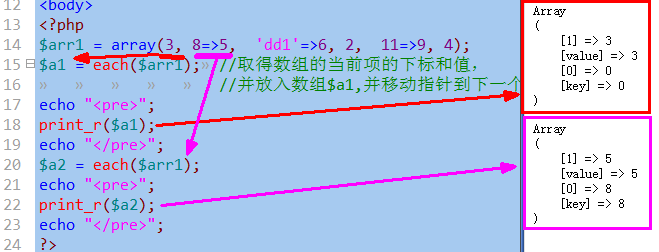 12 <body>
13 <?php
14 $arr1 = array(3, 8=>5, 'dd1'=>6, 2, 11=>9, 4);
15 $a1 = each($arr1); //取得数组的当前项的下标和值,
16 » » » » » //并放入数组$a1,并移动指针到下一个
17 echo "<pre>";
18 print_r($a1);
19 echo "</pre>";
20 $a2 = each($arr1);
21 echo "<pre>";
22 print_r($a2);
23 echo "</pre>";
24 ?>
Array
(
[1] => 3
[value] => 3
[0] => 0
[key] => 0
)
Array
(
[1] => 5
[value] => 5
[0] => 8
[key] => 8
)